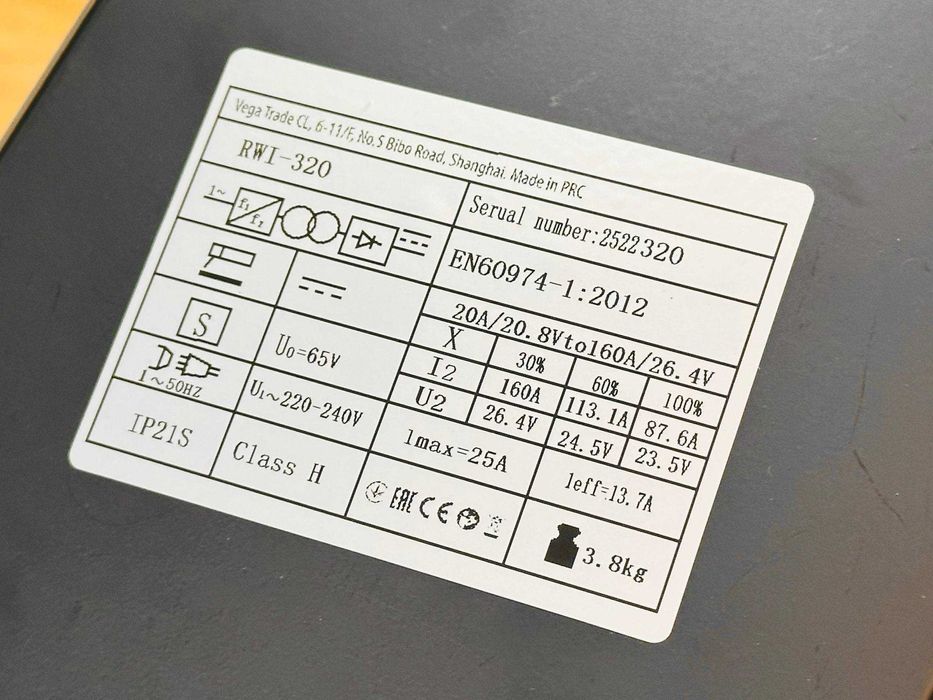 Vega Trade CL, 6-11/F, No.5 Bibo Road, Shanghai. Made in PRC
RWI-320
Serual number:2522320
1~
f1
f2
EN60974-1:2012
20A/20.8Vto160A/26.4V
X 30% 60% 100%
I2 160A 113.1A 87.6A
U2 26.4V 24.5V 23.5V
S
U0=65V
1~50HZ
U1~220-240V
lmax=25A
leff=13.7A
IP21S
Class H
EAC CE
3.8kg